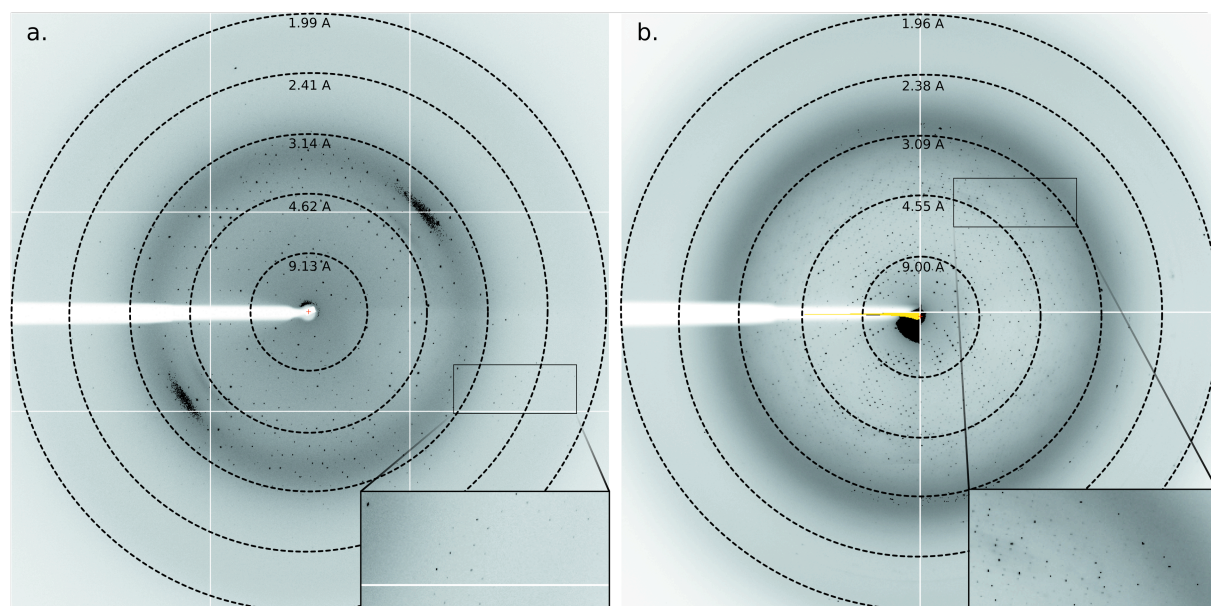 a.
1.99 A
2.41 A
3.14 A
4.62 A
9.13 A
b.
1.96 A
2.38 A
3.09 A
4.55 A
9.00 A